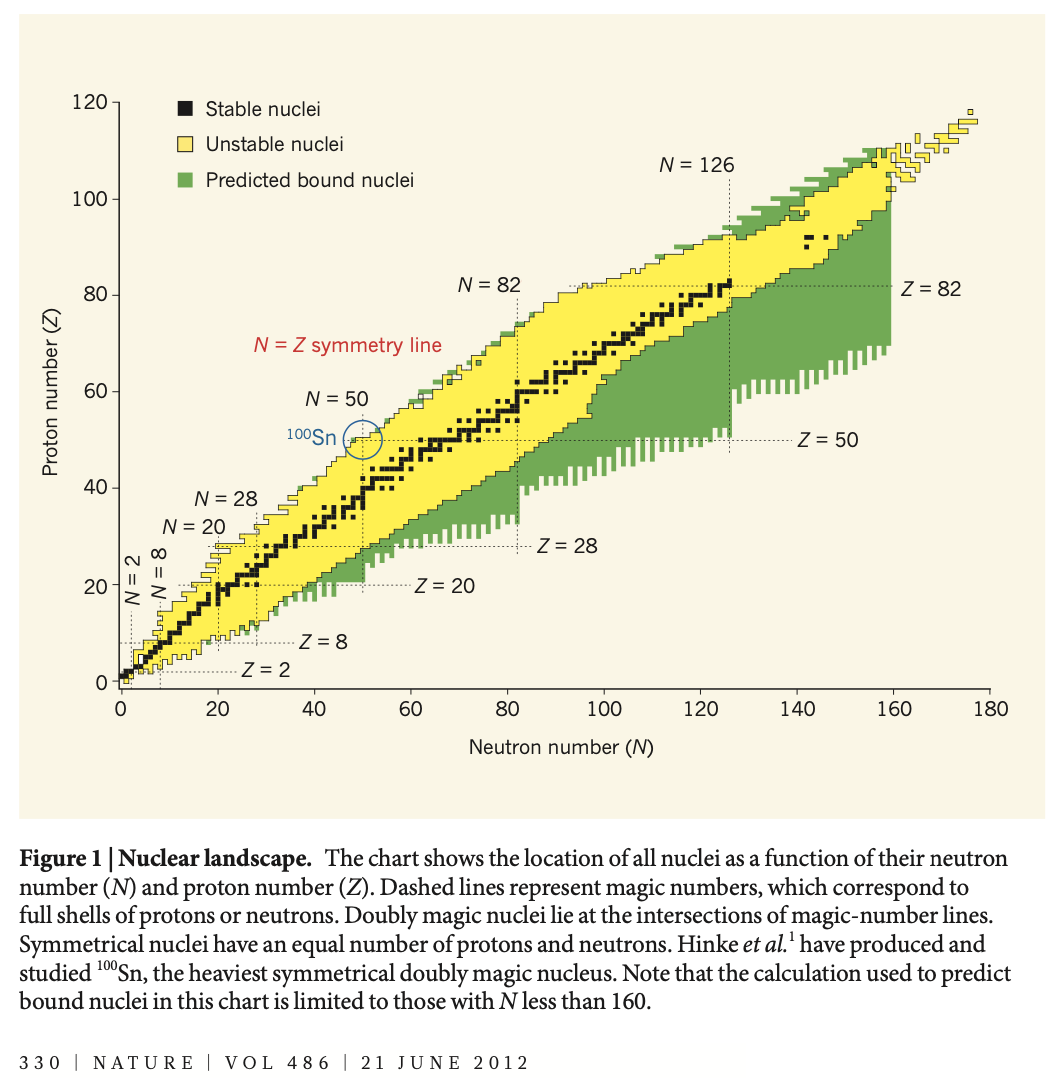 120
100
80
60
40
20
0
Proton number (Z)
Stable nuclei
Unstable nuclei
Predicted bound nuclei
N = 126
N = 82
Z = 82
N = Z symmetry line
N = 50
100Sn
Z = 50
N = 28
N = 20
Z = 28
N = 2
N = 8
Z = 20
Z = 8
Z = 2
0 20 40 60 80 100 120 140 160 180
Neutron number (N)
Figure 1 | Nuclear landscape. The chart shows the location of all nuclei as a function of their neutron
number (N) and proton number (Z). Dashed lines represent magic numbers, which correspond to
full shells of protons or neutrons. Doubly magic nuclei lie at the intersections of magic-number lines.
Symmetrical nuclei have an equal number of protons and neutrons. Hinke et al.1 have produced and
studied 100Sn, the heaviest symmetrical doubly magic nucleus. Note that the calculation used to predict
bound nuclei in this chart is limited to those with N less than 160.
330 | NATURE | VOL 486 | 21 JUNE 2012